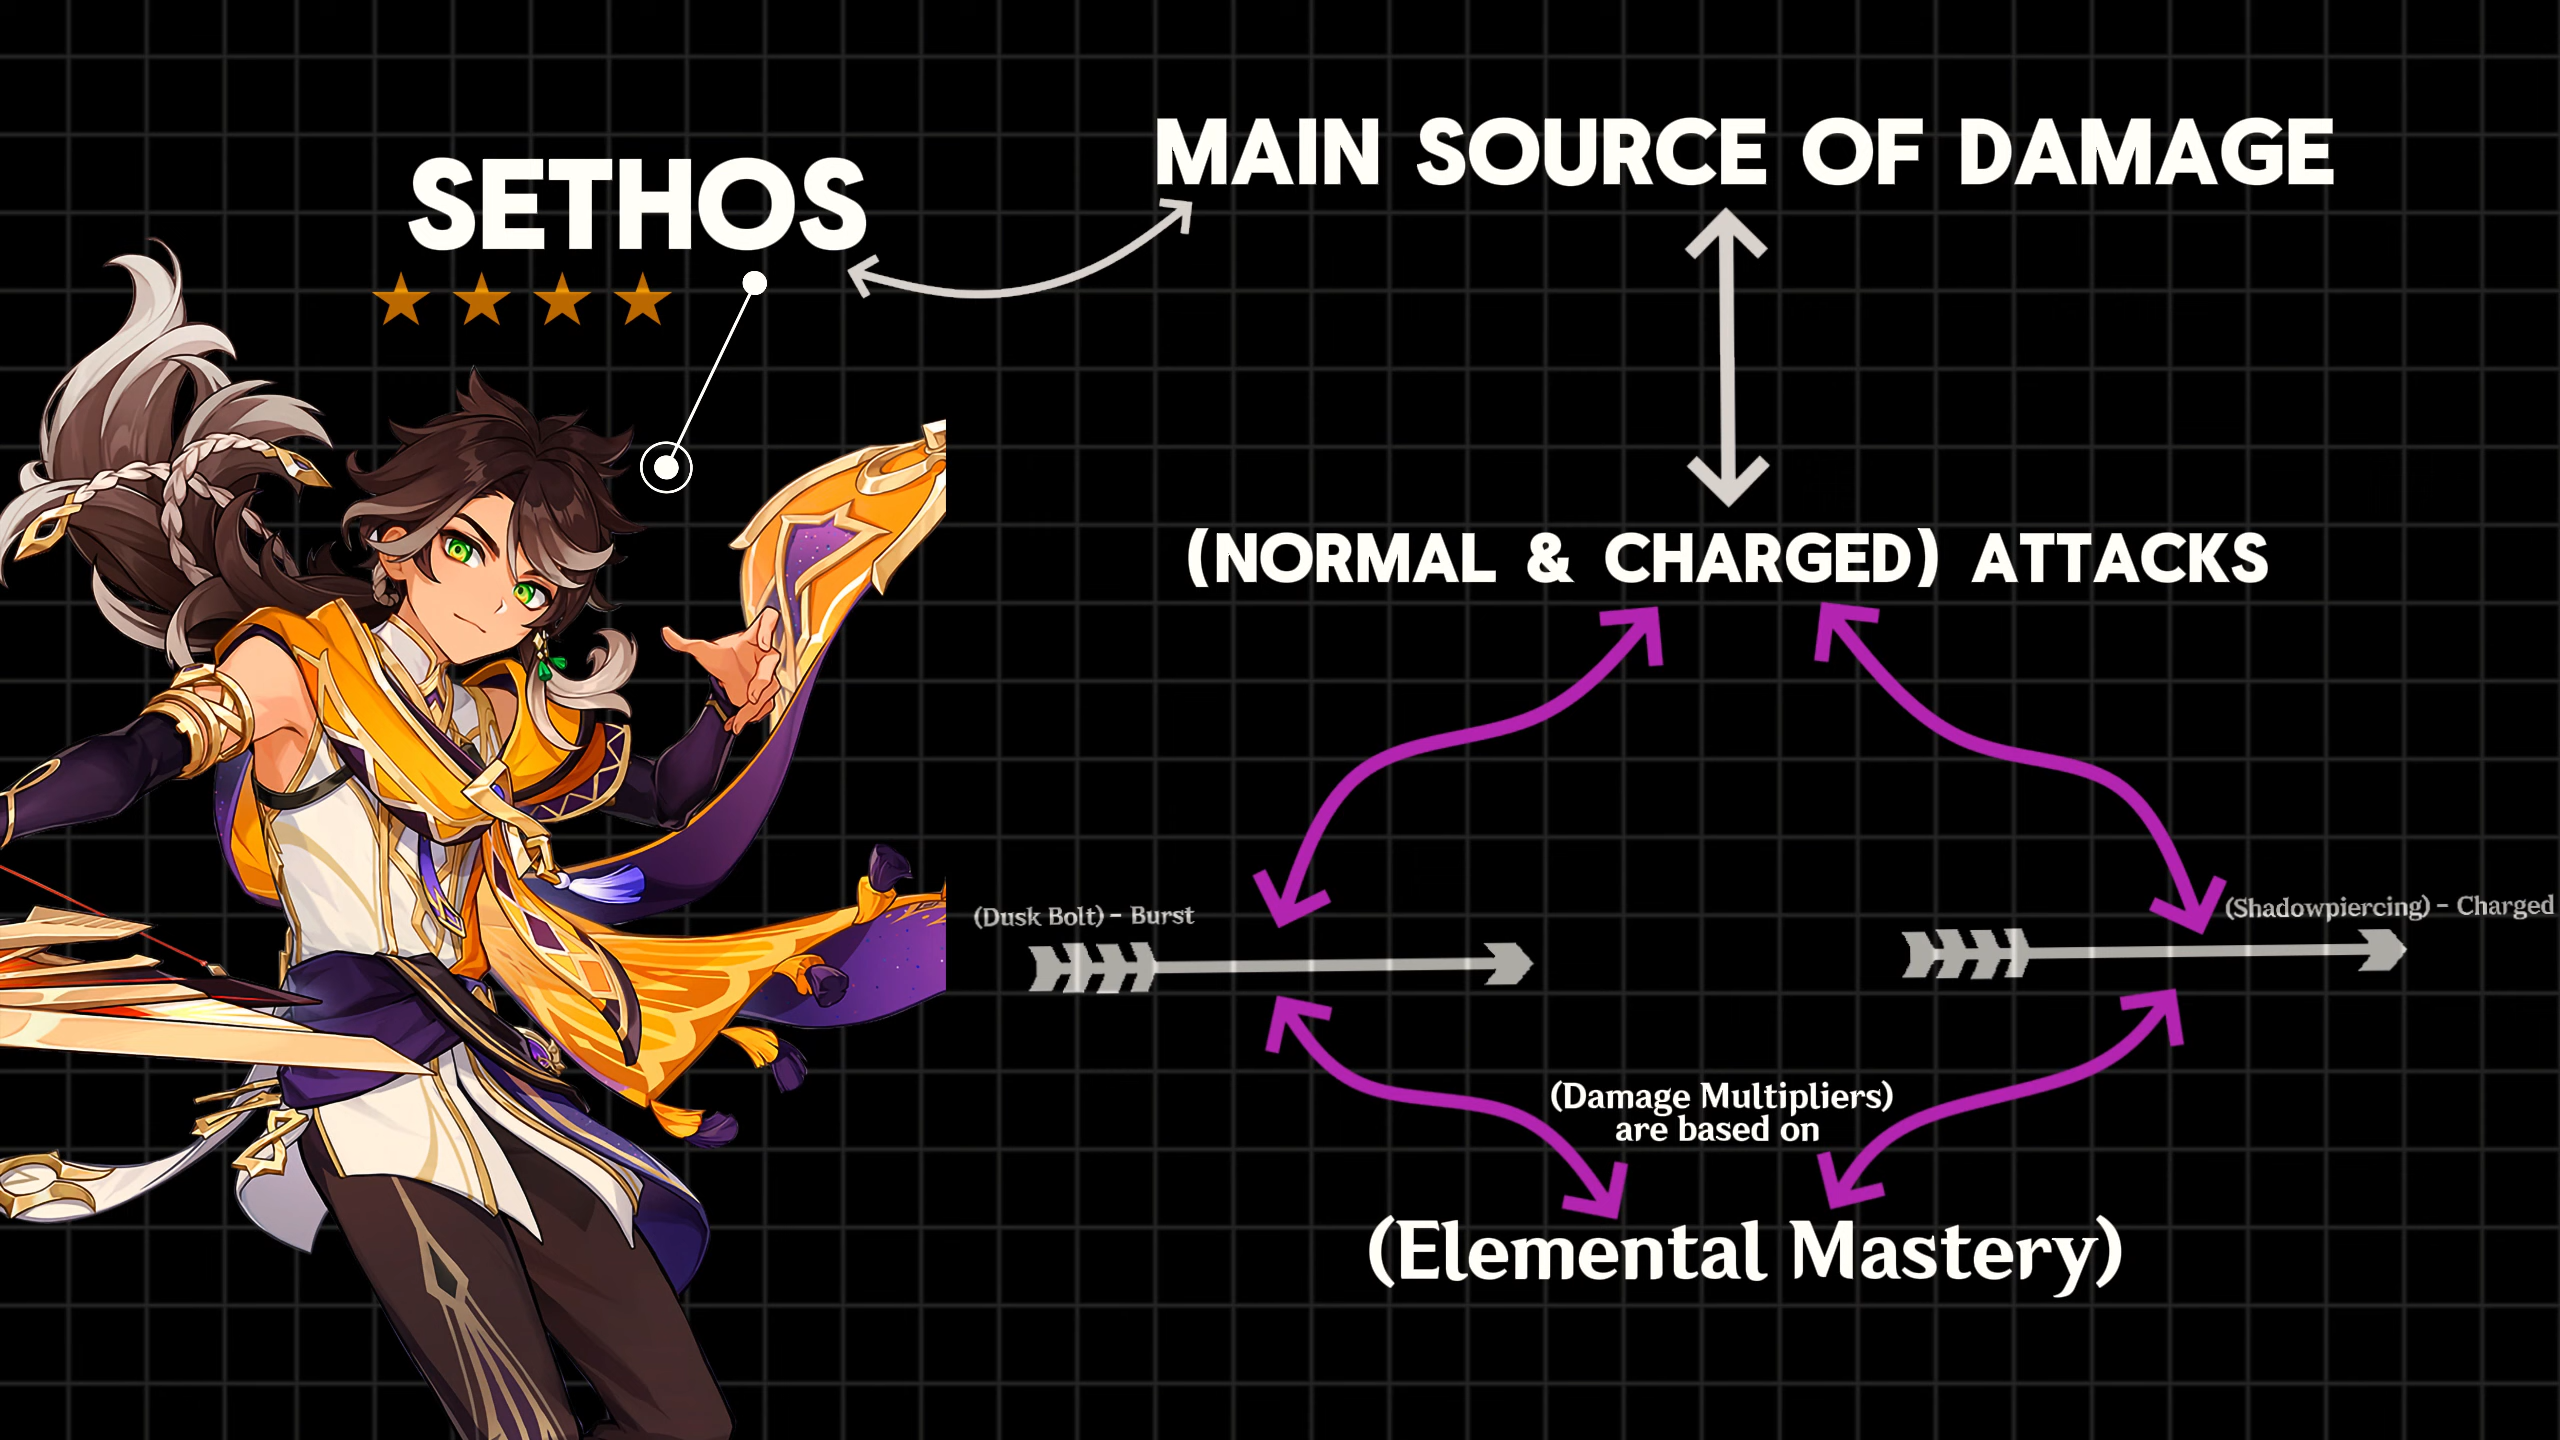 SETHOS
MAIN SOURCE OF DAMAGE
(NORMAL & CHARGED) ATTACKS
(Dusk Bolt) - Burst
(Shadowpiercing) - Charged
(Damage Multipliers)
are based on
(Elemental Mastery)